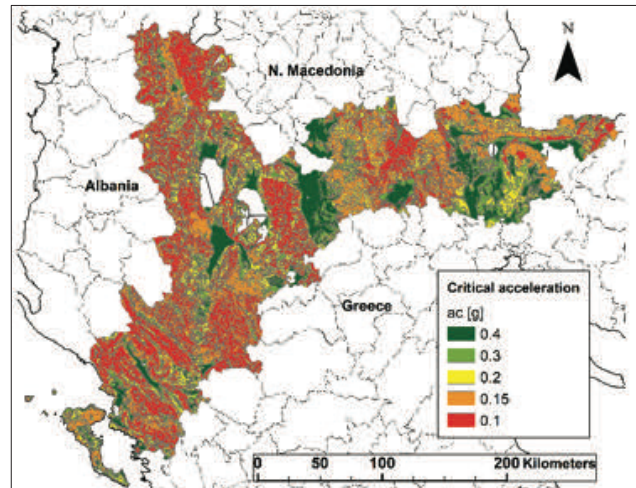 N
N. Macedonia
Albania
Greece
Critical acceleration
ac [g]
0.4
0.3
0.2
0.15
0.1
0 50 100 200 Kilometers